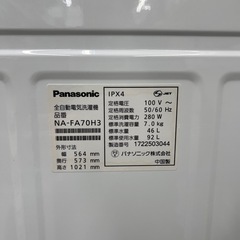 Panasonic
全自動電気洗濯機
品番
NA-FA70H3
外形寸法
幅 564 mm
奥行 573 mm
高さ 1021 mm
IPX4
JET
定格電圧 100 V~
定格周波数 50/60 Hz
定格消費電力 280 W
標準洗濯容量 7.0 kg
標準水量 46 L
標準使用水量 92 L
1722503044
パナソニック株式会社
中国製